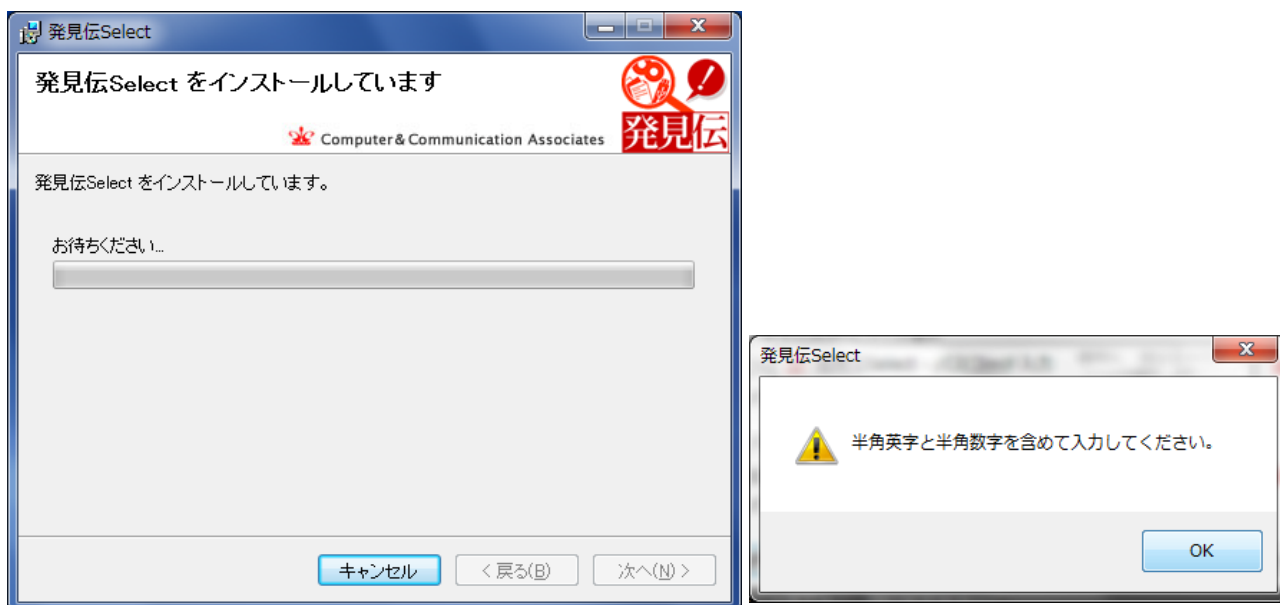 発見伝Select
発見伝Select をインストールしています
Computer & Communication Associates
発見伝
発見伝Select をインストールしています。
お待ちください...
キャンセル
< 戻る(B)
次へ(N) >
発見伝Select
半角英字と半角数字を含めて入力してください。
OK